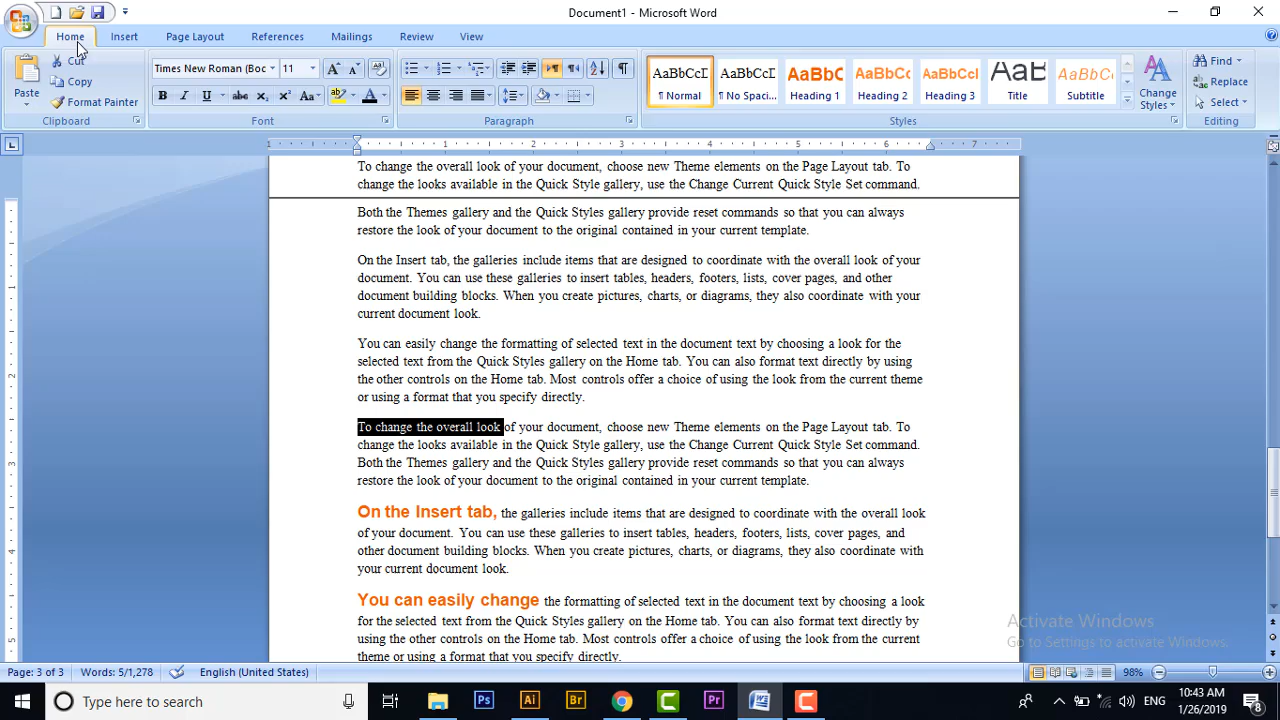 Document1 - Microsoft Word
Home Insert Page Layout References Mailings Review View
Paste
Cut
Copy
Format Painter
Clipboard
Times New Roman (Boc 11
B I U abc x₂ x² Aa A
Font
Paragraph
AaBbCcD AaBbCcD AaBbC AaBbCc AaBbCcl AaB AaBbCc
¶ Normal ¶ No Spaci... Heading 1 Heading 2 Heading 3 Title Subtitle
Change
Styles
Styles
Find
Replace
Select
Editing
1 1 2 3 4 5 6 7
To change the overall look of your document, choose new Theme elements on the Page Layout tab. To
change the looks available in the Quick Style gallery, use the Change Current Quick Style Set command.
Both the Themes gallery and the Quick Styles gallery provide reset commands so that you can always
restore the look of your document to the original contained in your current template.
On the Insert tab, the galleries include items that are designed to coordinate with the overall look of your
document. You can use these galleries to insert tables, headers, footers, lists, cover pages, and other
document building blocks. When you create pictures, charts, or diagrams, they also coordinate with your
current document look.
You can easily change the formatting of selected text in the document text by choosing a look for the
selected text from the Quick Styles gallery on the Home tab. You can also format text directly by using
the other controls on the Home tab. Most controls offer a choice of using the look from the current theme
or using a format that you specify directly.
To change the overall look of your document, choose new Theme elements on the Page Layout tab. To
change the looks available in the Quick Style gallery, use the Change Current Quick Style Set command.
Both the Themes gallery and the Quick Styles gallery provide reset commands so that you can always
restore the look of your document to the original contained in your current template.
On the Insert tab, the galleries include items that are designed to coordinate with the overall look
of your document. You can use these galleries to insert tables, headers, footers, lists, cover pages, and
other document building blocks. When you create pictures, charts, or diagrams, they also coordinate with
your current document look.
You can easily change the formatting of selected text in the document text by choosing a look
for the selected text from the Quick Styles gallery on the Home tab. You can also format text directly by
using the other controls on the Home tab. Most controls offer a choice of using the look from the current
theme or using a format that you specify directly.
Activate Windows
Go to Settings to activate Windows.
Page: 3 of 3 Words: 5/1,278 English (United States) 98%
Type here to search
Ps Ai Br Pr
ENG
10:43 AM
1/26/2019
8